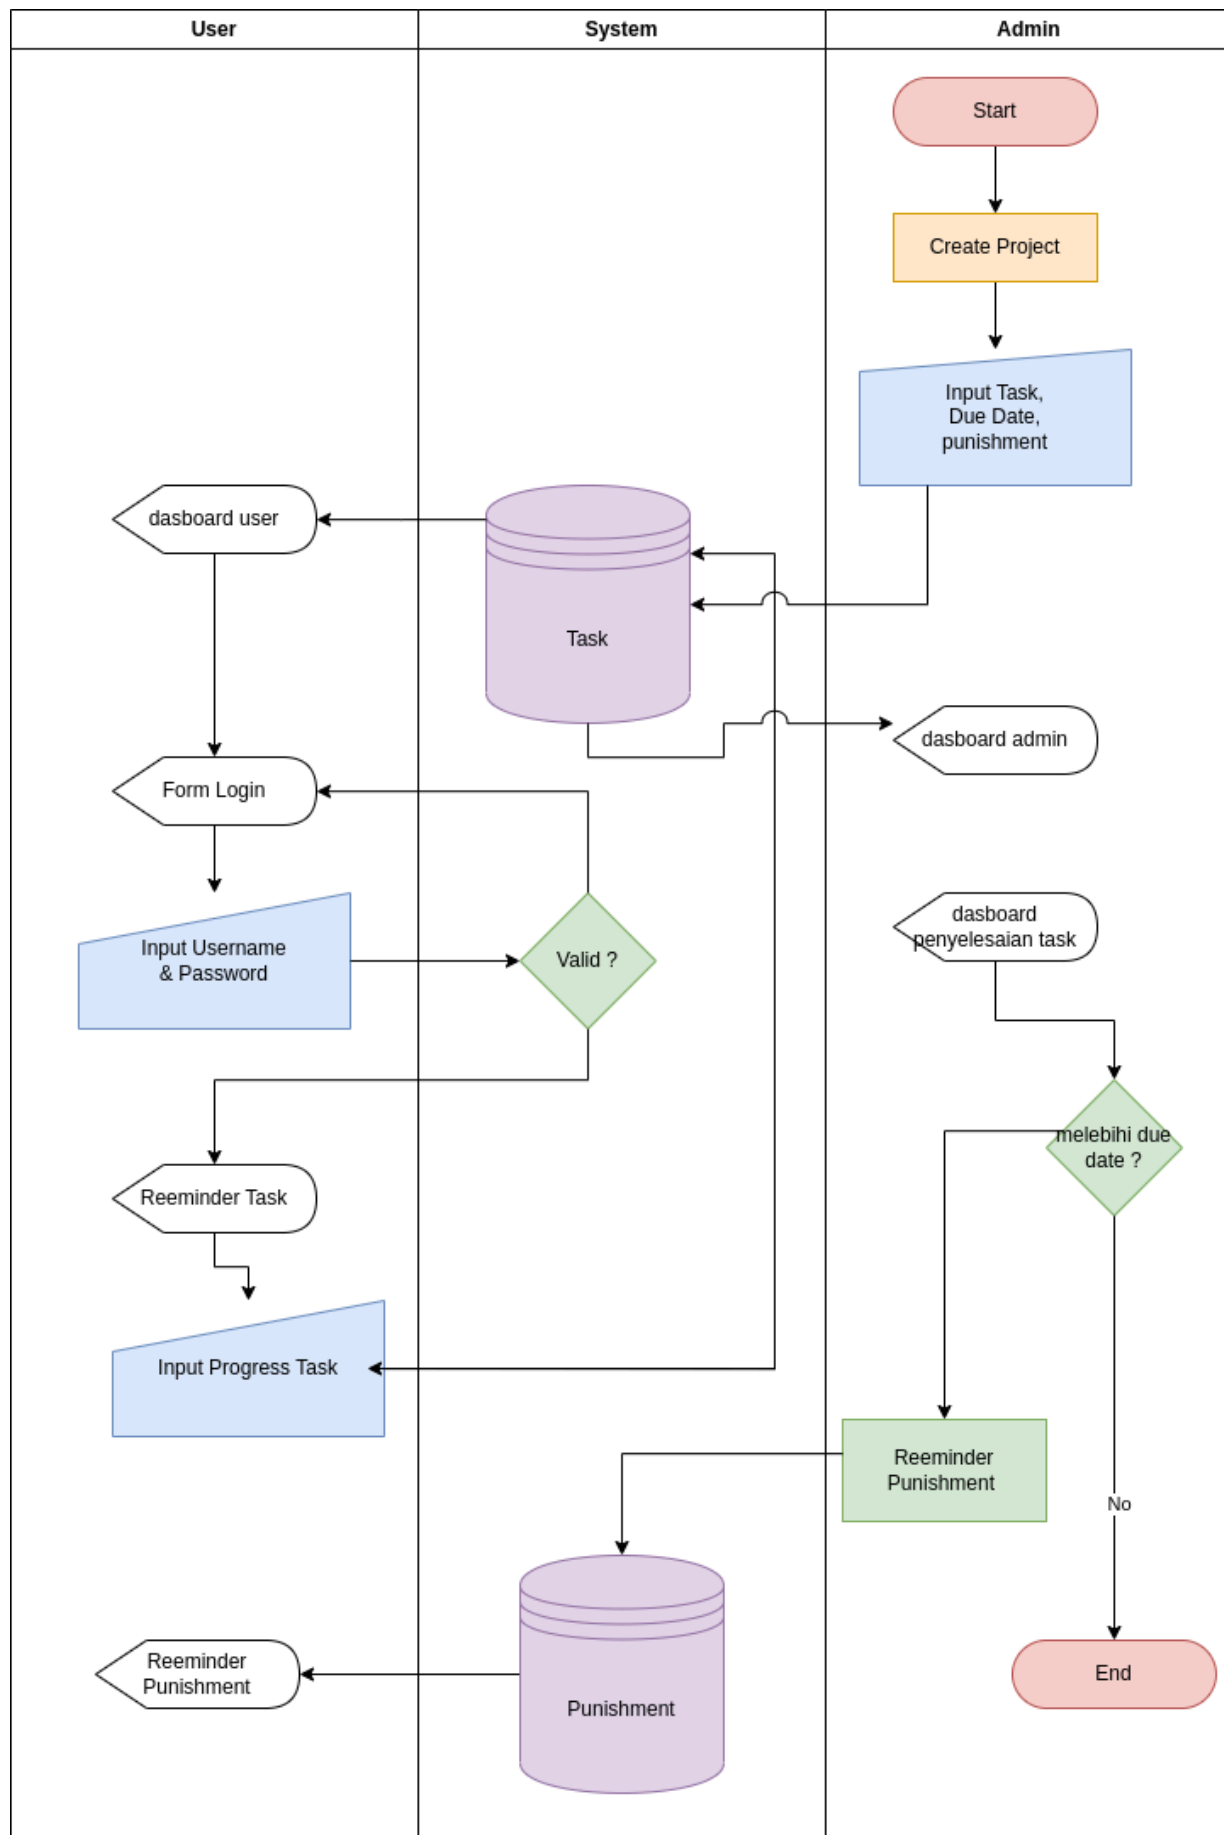 User
System
Admin
Start
Create Project
Input Task,
Due Date,
punishment
dasboard user
Task
dasboard admin
Form Login
dasboard
penyelesaian task
Input Username
& Password
Valid ?
melebihi due
date ?
Reeminder Task
Input Progress Task
Reeminder
Punishment
No
Reeminder
Punishment
Punishment
End